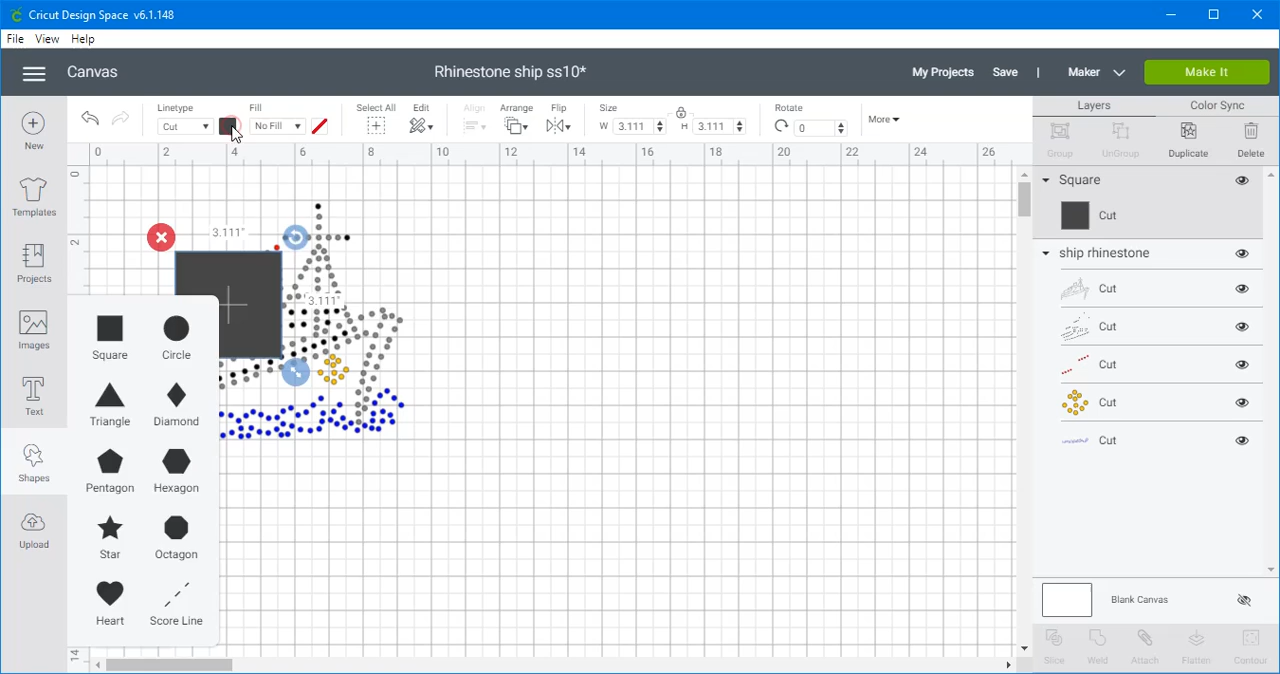 Cricut Design Space v6.1.148
File View Help
Canvas
Rhinestone ship ss10*
My Projects Save | Maker Make It
Linetype Fill Select All Edit Align Arrange Flip Size Rotate
Cut No Fill W 3.111 H 3.111 0 More
Layers Color Sync
Group UnGroup Duplicate Delete
New
Templates
Projects
Images
Text
Shapes
Upload
0 2 4 6 8 10 12 14 16 18 20 22 24 26
0
2
14
3.111"
3.111"
Square Circle
Triangle Diamond
Pentagon Hexagon
Star Octagon
Heart Score Line
Square
Cut
ship rhinestone
Cut
Cut
Cut
Cut
Cut
Blank Canvas
Slice Weld Attach Flatten Contour